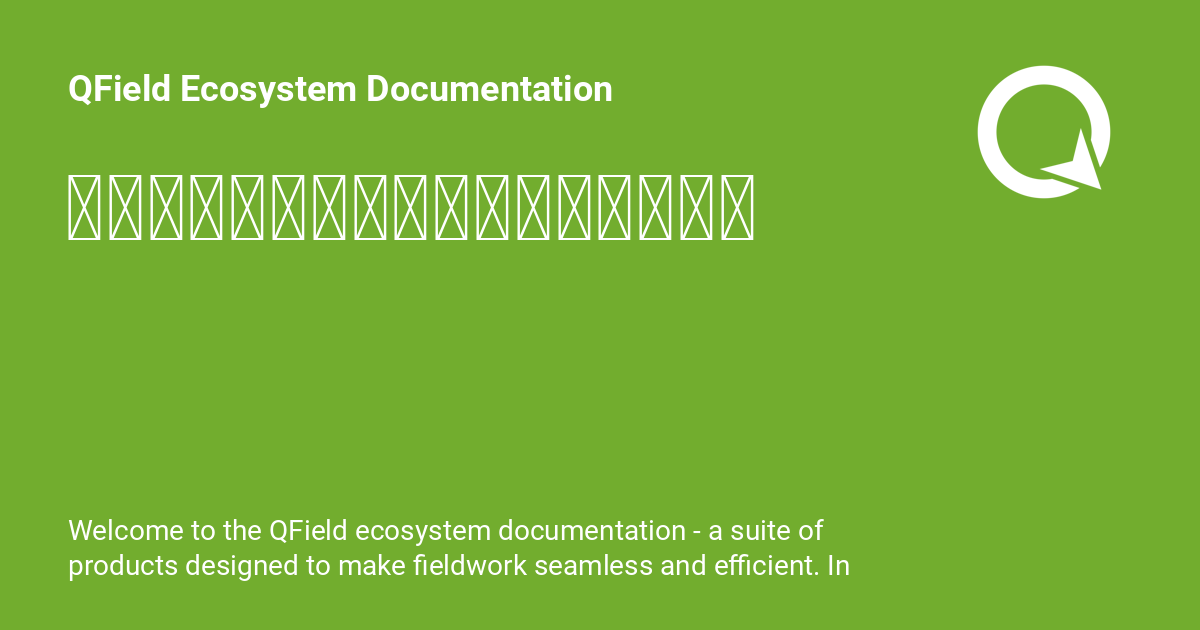 QField Ecosystem Documentation
Welcome to the QField ecosystem documentation - a suite of
products designed to make fieldwork seamless and efficient. In